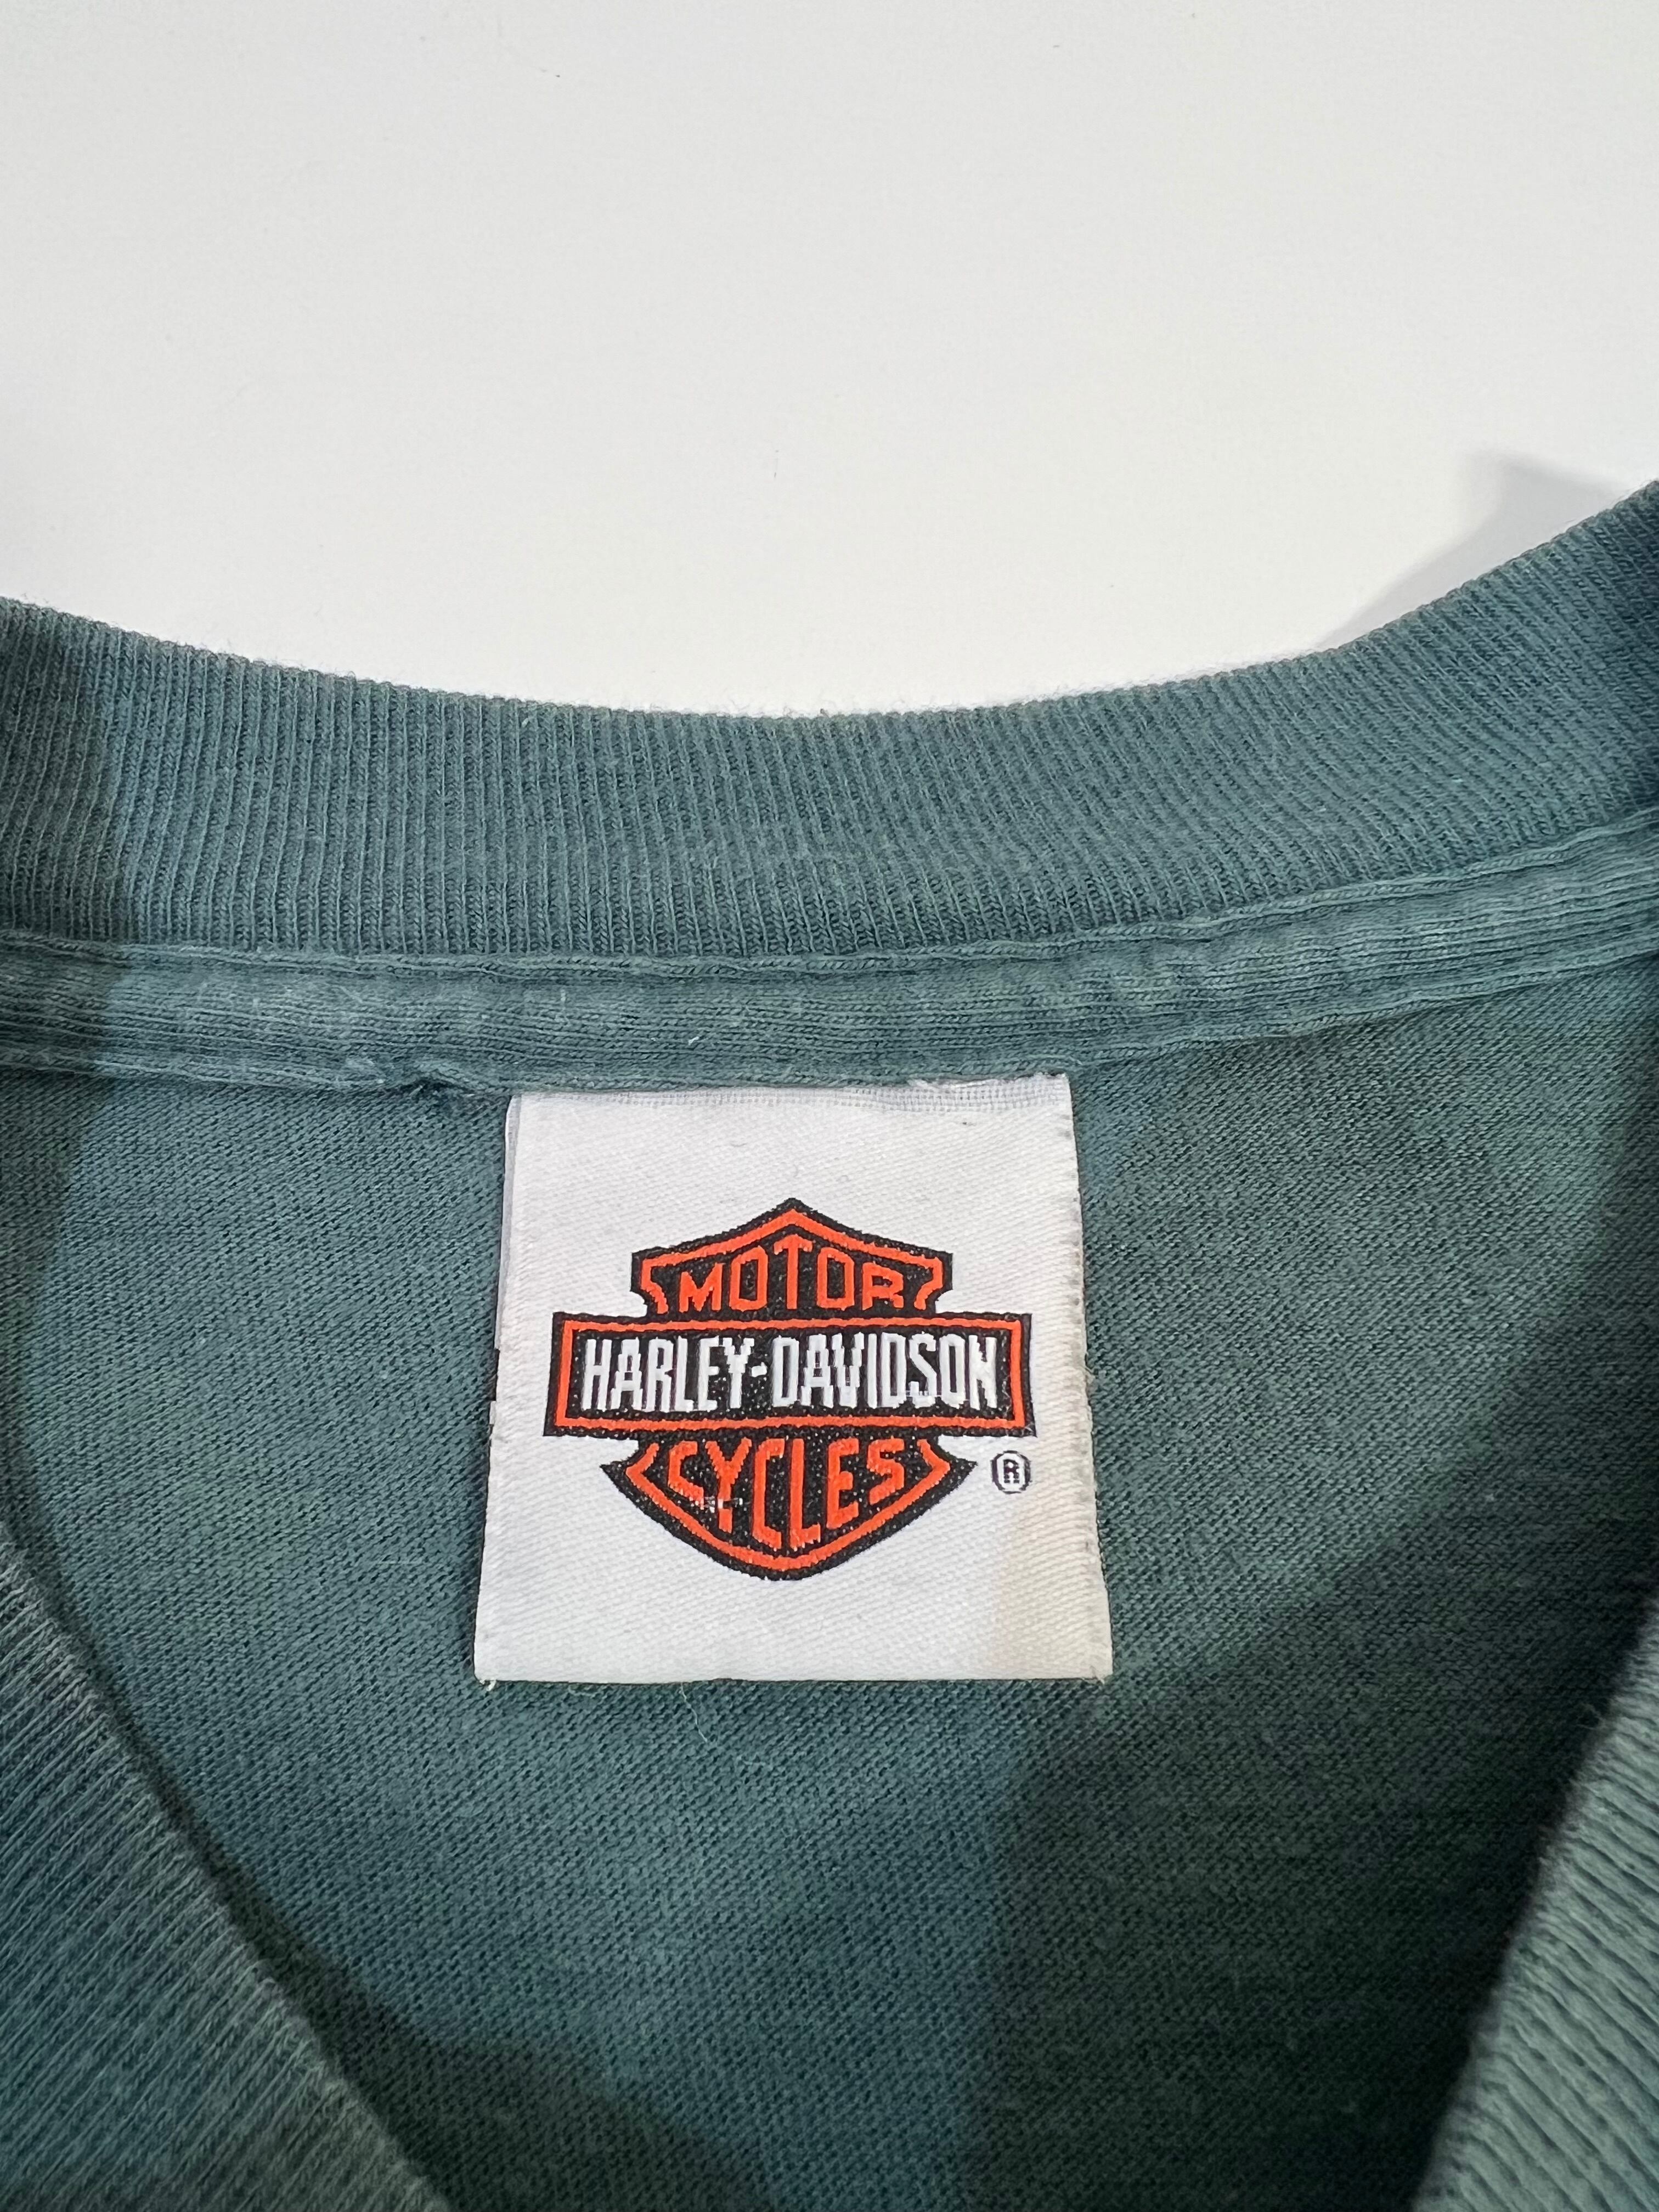 MOTOR
HARLEY-DAVIDSON
CYCLES
®